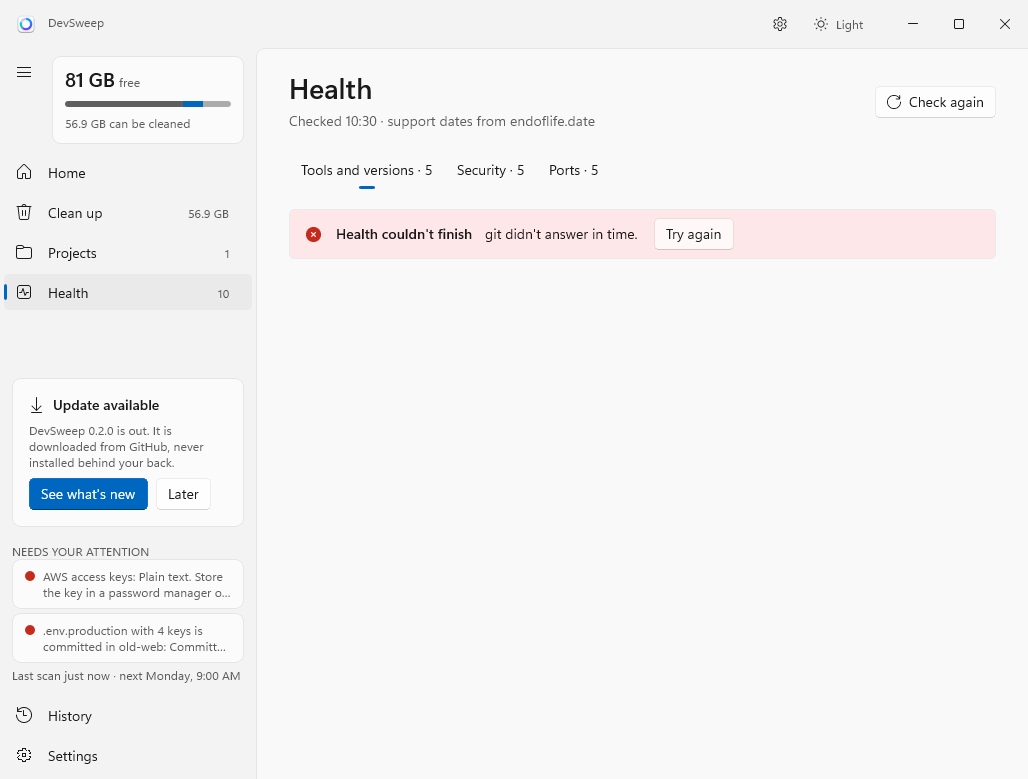 DevSweep
Light
81 GB free
56.9 GB can be cleaned
Home
Clean up 56.9 GB
Projects 1
Health 10
Update available
DevSweep 0.2.0 is out. It is
downloaded from GitHub, never
installed behind your back.
See what's new Later
NEEDS YOUR ATTENTION
AWS access keys: Plain text. Store
the key in a password manager o...
.env.production with 4 keys is
committed in old-web: Committ...
Last scan just now · next Monday, 9:00 AM
History
Settings
Health
Checked 10:30 · support dates from endoflife.date
Check again
Tools and versions · 5 Security · 5 Ports · 5
Health couldn't finish git didn't answer in time. Try again